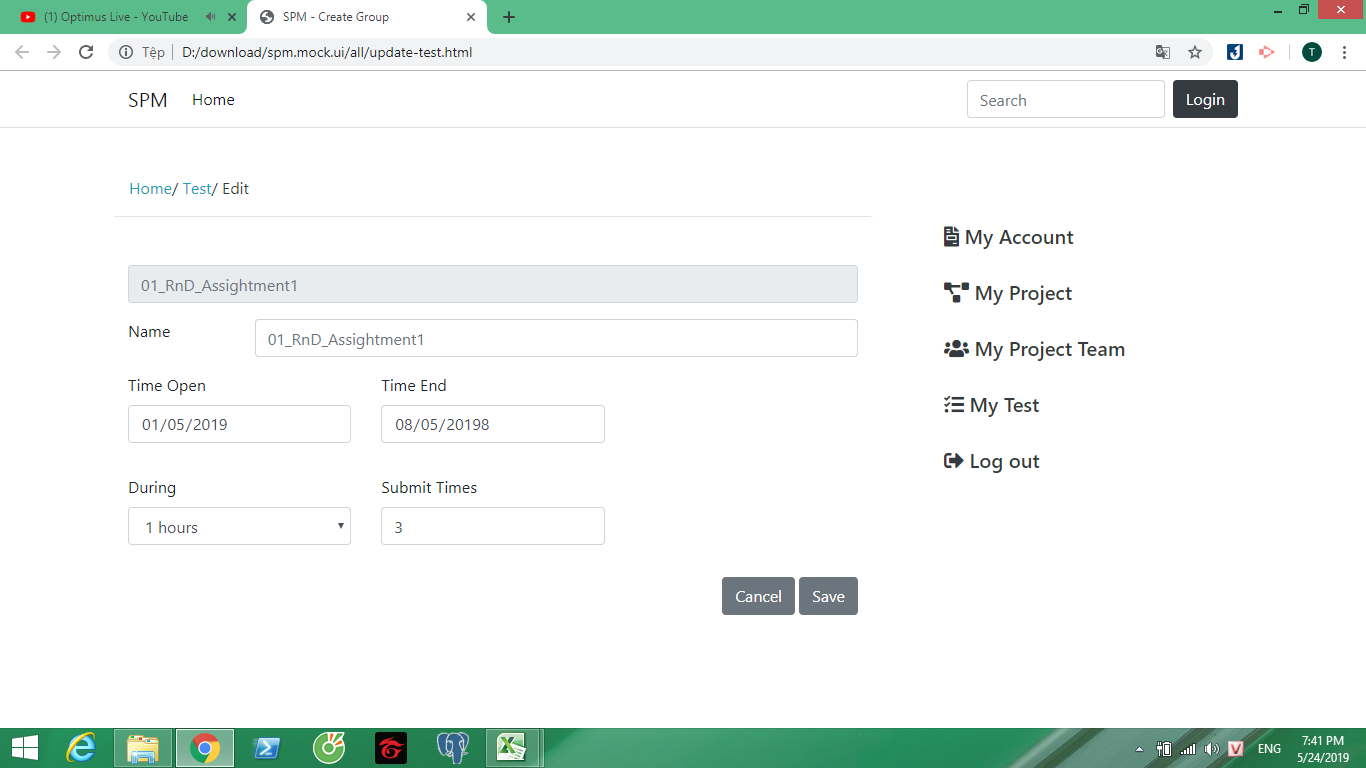 (1) Optimus Live - YouTube
SPM - Create Group
Tệp
D:/download/spm.mock.ui/all/update-test.html
T
SPM
Home
Search
Login
Home/ Test/ Edit
01_RnD_Assightment1
Name
01_RnD_Assightment1
Time Open
Time End
01/05/2019
08/05/20198
During
Submit Times
1 hours
3
Cancel
Save
My Account
My Project
My Project Team
My Test
Log out
V
ENG
7:41 PM
5/24/2019